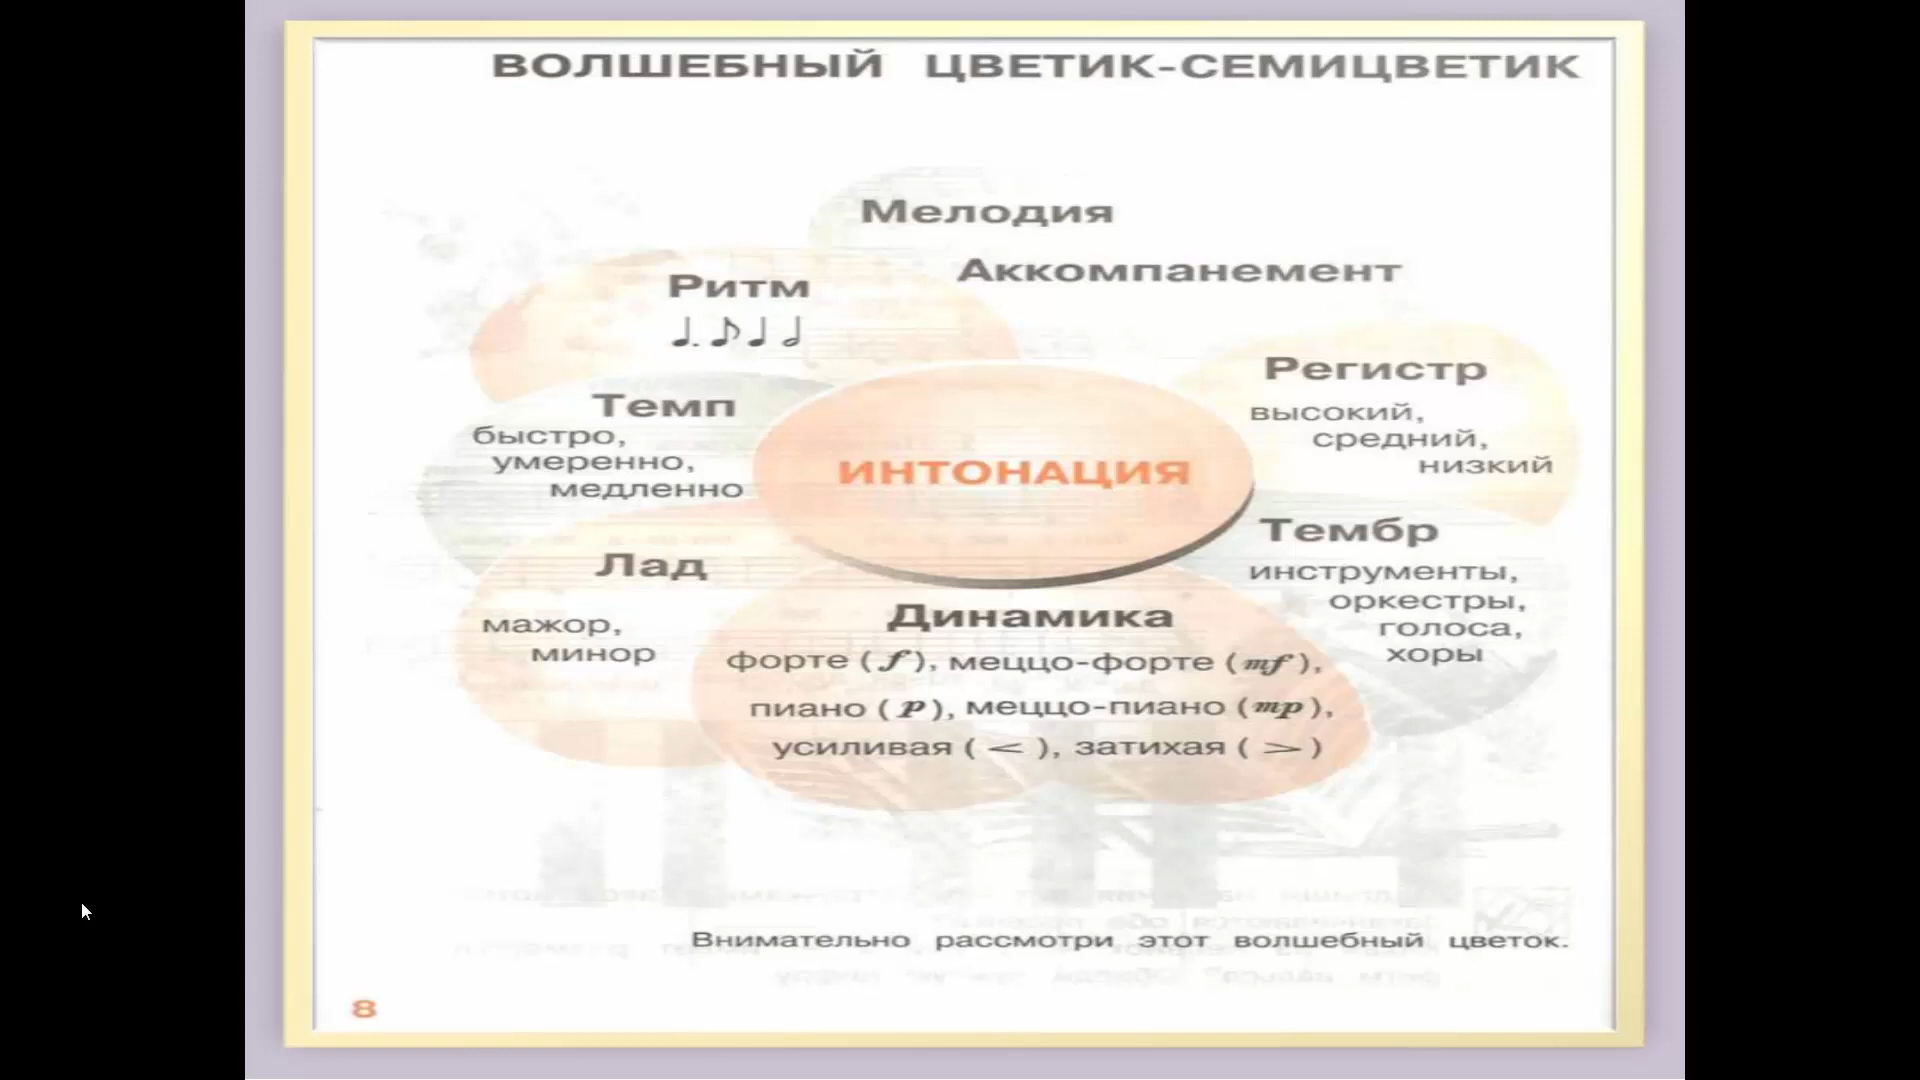 ВОЛШЕБНЫЙ ЦВЕТИК-СЕМИЦВЕТИК
Мелодия
Аккомпанемент
Ритм
Регистр
высокий,
средний,
низкий
Темп
быстро,
умеренно,
медленно
ИНТОНАЦИЯ
Тембр
инструменты,
оркестры,
голоса,
хоры
Лад
мажор,
минор
Динамика
форте (f), меццо-форте (mf),
пиано (p), меццо-пиано (mp),
усиливая ( < ), затихая ( > )
Внимательно рассмотри этот волшебный цветок.
8